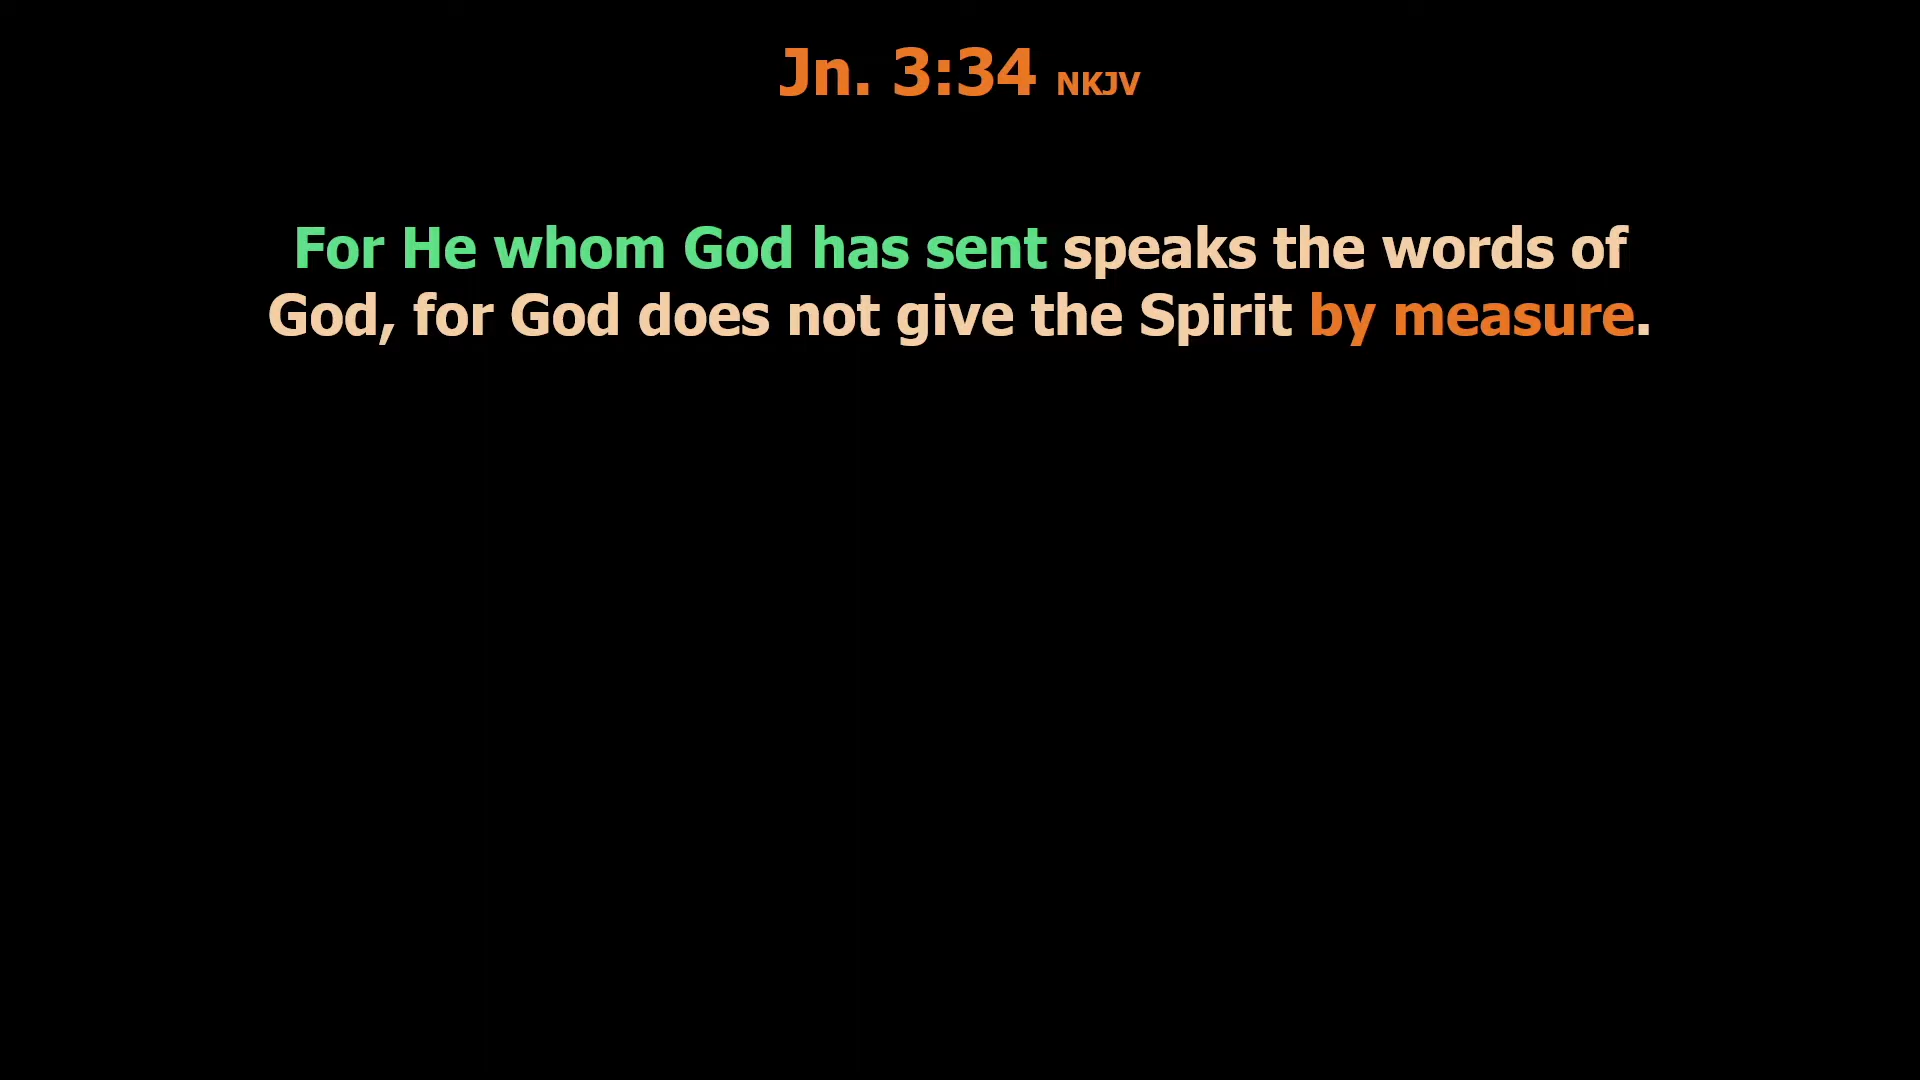 Jn. 3:34 NKJV
For He whom God has sent speaks the words of
God, for God does not give the Spirit by measure.